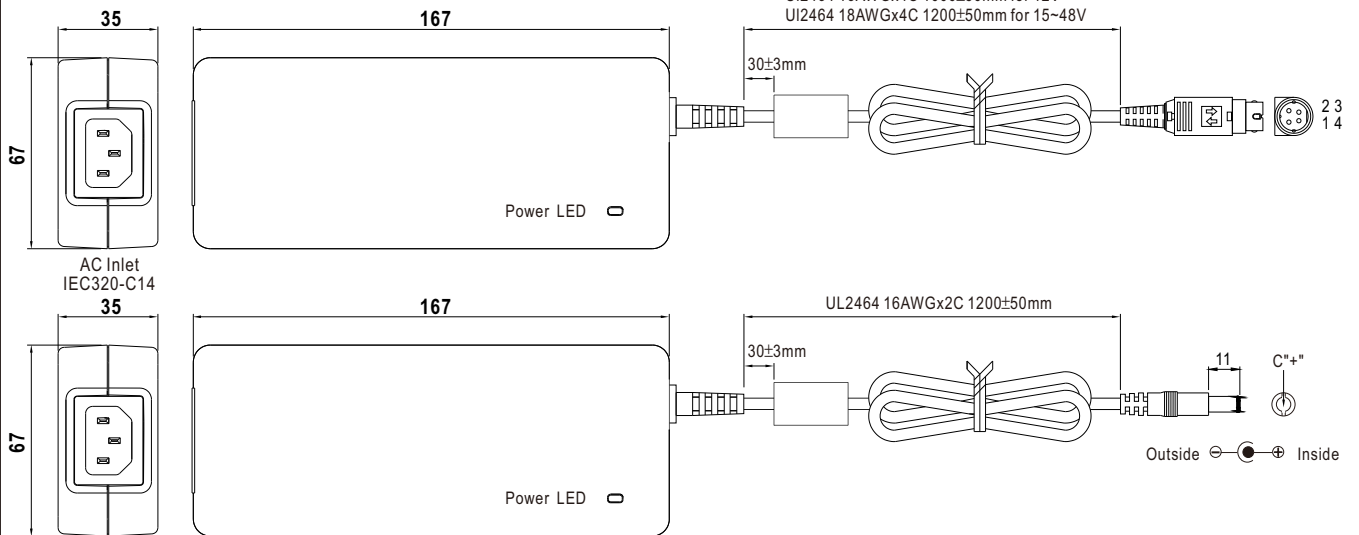 35
167
UI2464 18AWGx4C 1200±50mm for 15~48V
30±3mm
67
2 3
1 4
Power LED
AC Inlet
IEC320-C14
35
167
UL2464 16AWGx2C 1200±50mm
30±3mm
11
C"+"
67
Outside
Inside
Power LED